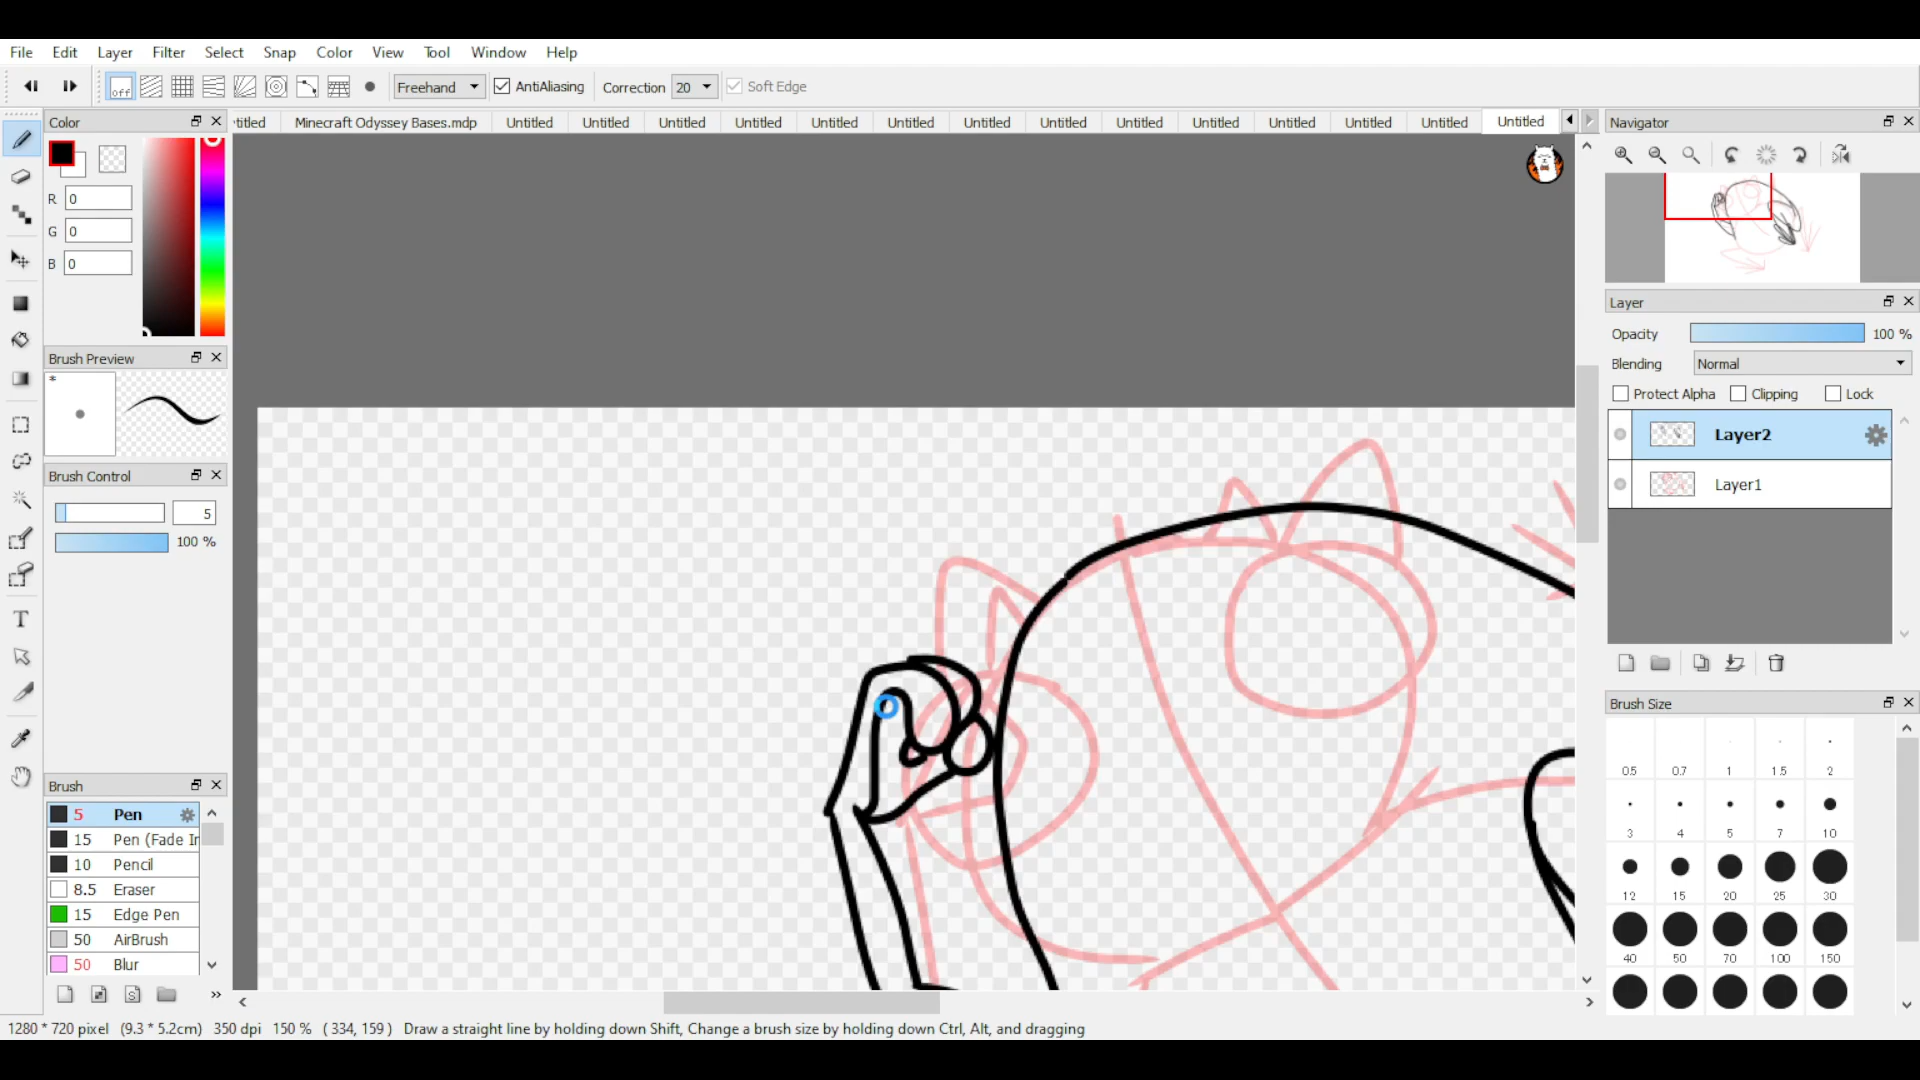 File Edit Layer Filter Select Snap Color View Tool Window Help
off Freehand AntiAliasing Correction 20 Soft Edge
Color
titled Minecraft Odyssey Bases.mdp Untitled Untitled Untitled Untitled Untitled Untitled Untitled Untitled Untitled Untitled Untitled Untitled Untitled Untitled
Navigator
R 0
G 0
B 0
Layer
Opacity 100 %
Brush Preview
Blending Normal
*
Protect Alpha Clipping Lock
Layer2
Brush Control
Layer1
5
100 %
Brush Size
0.5 0.7 1 1.5 2
Brush
5 Pen
3 4 5 7 10
15 Pen (Fade In
10 Pencil
8.5 Eraser
12 15 20 25 30
15 Edge Pen
50 AirBrush
40 50 70 100 150
50 Blur
S »
1280 * 720 pixel (9.3 * 5.2cm) 350 dpi 150 % ( 334, 159 ) Draw a straight line by holding down Shift, Change a brush size by holding down Ctrl, Alt, and dragging
T